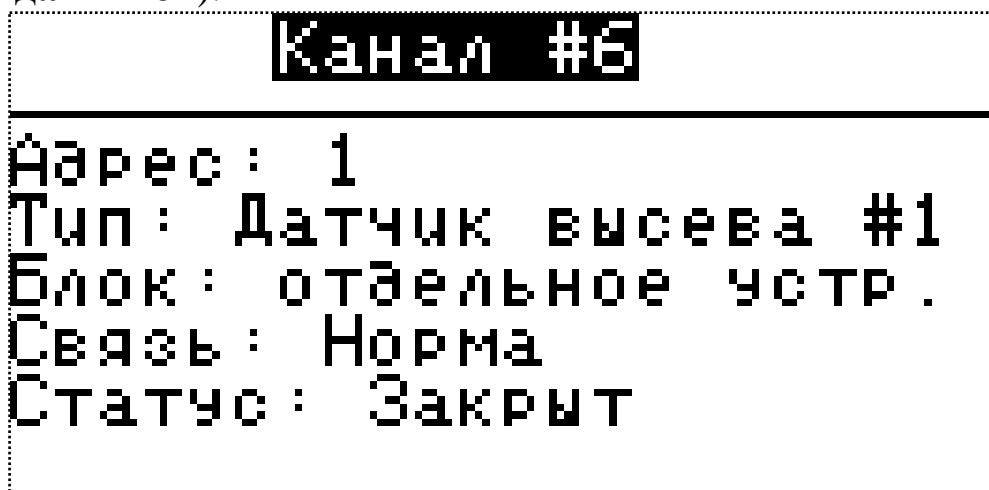 Канал #6
Адрес: 1
Тип: Датчик высева #1
Блок: отдельное устр.
Связь: Норма
Статус: Закрыт